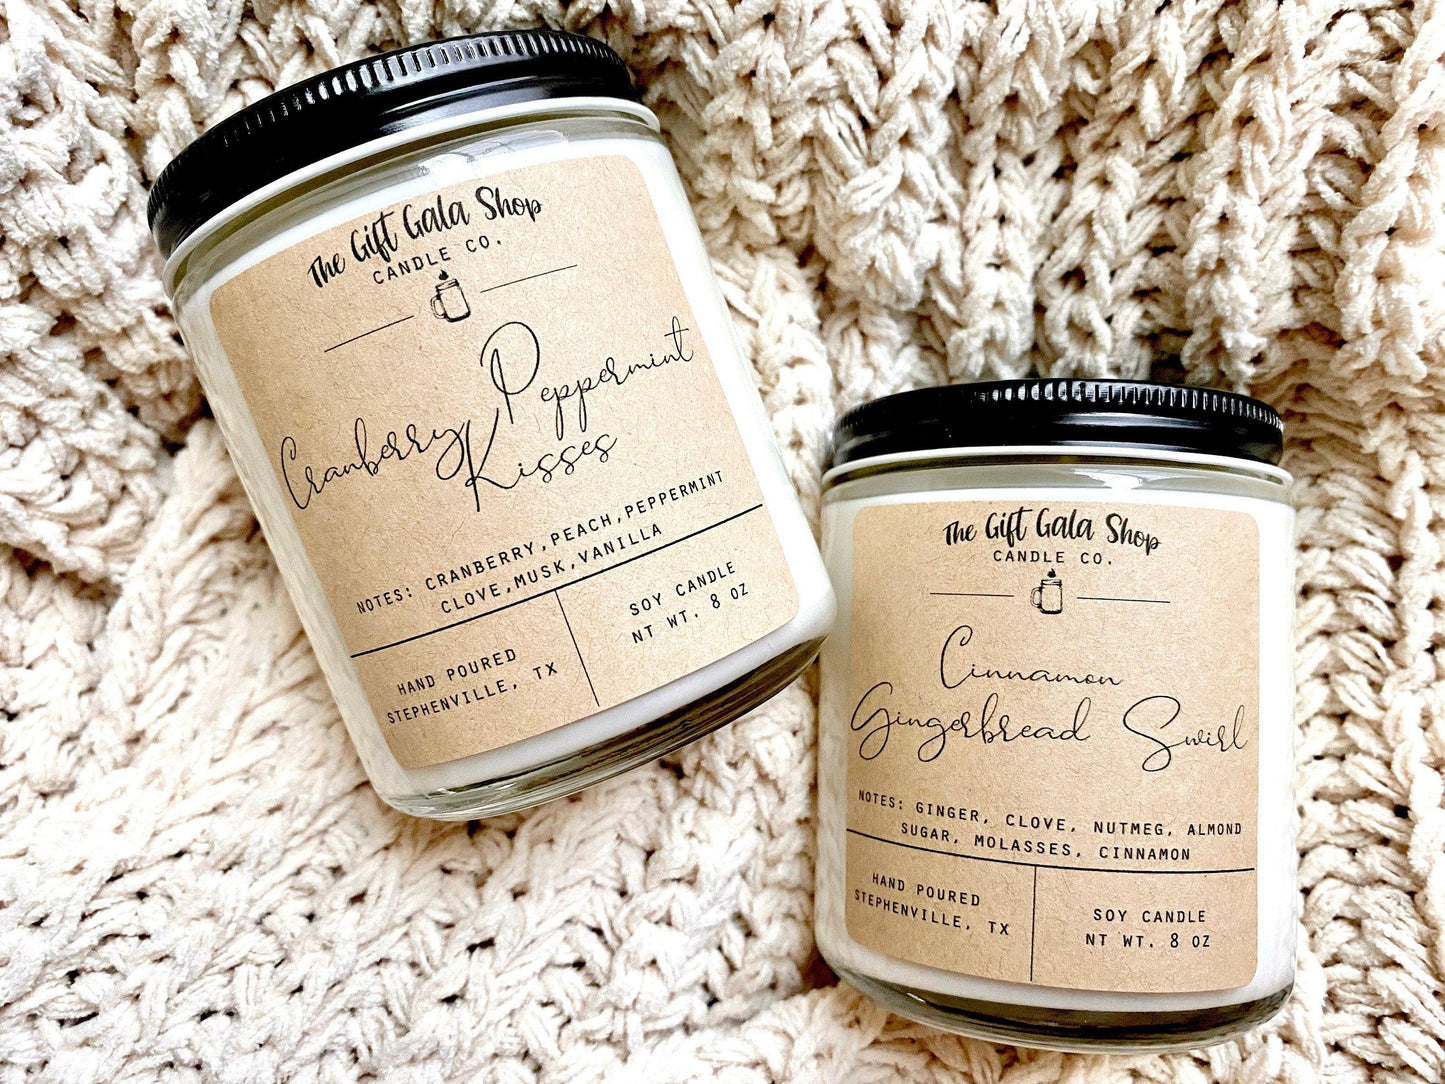 The Gift Gala Shop
CANDLE CO.
Cranberry Peppermint
Kisses
NOTES: CRANBERRY,PEACH,PEPPERMINT
CLOVE,MUSK,VANILLA
HAND POURED
STEPHENVILLE, TX
SOY CANDLE
NT WT. 8 OZ
The Gift Gala Shop
CANDLE CO.
Cinnamon
Gingerbread Swirl
NOTES: GINGER, CLOVE, NUTMEG, ALMOND
SUGAR, MOLASSES, CINNAMON
HAND POURED
STEPHENVILLE, TX
SOY CANDLE
NT WT. 8 OZ